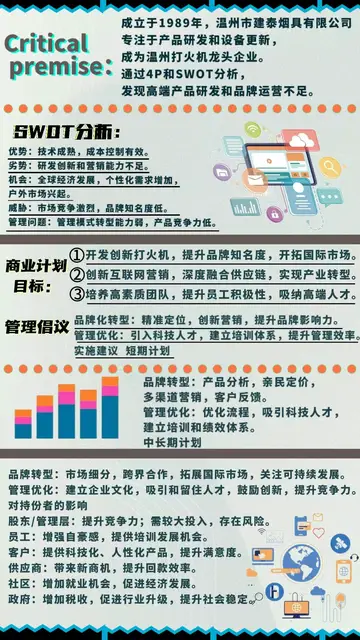 Critical
premise:
成立于1989年，温州市建泰烟具有限公司
专注于产品研发和设备更新，
成为温州打火机龙头企业。
通过4P和SWOT分析，
发现高端产品研发和品牌运营不足。
SWOT分析:
优势：技术成熟，成本控制有效。
劣势：研发创新和营销能力不足。
机会：全球经济发展，个性化需求增加，
户外市场兴起。
威胁：市场竞争激烈，品牌知名度低。
管理问题：管理模式转型能力弱，产品竞争力低。
商业计划
目标:
①开发创新打火机，提升品牌知名度，开拓国际市场。
②创新互联网营销，深度融合供应链，实现产业转型。
③培养高素质团队，提升员工积极性，吸纳高端人才。
管理倡议
品牌化转型：精准定位，创新营销，提升品牌影响力。
管理优化：引入科技人才，建立培训体系，提升管理效率。
实施建议 短期计划
品牌转型：产品分析，亲民定价，
多渠道营销，客户反馈。
管理优化：优化流程，吸引科技人才，
建立培训和绩效体系。
中长期计划
品牌转型：市场细分，跨界合作，拓展国际市场，关注可持续发展。
管理优化：建立企业文化，吸引和留住人才，鼓励创新，提升竞争力。
对持份者的影响
股东/管理层：提升竞争力；需较大投入，存在风险。
员工：增强自豪感，提供培训发展机会。
客户：提供科技化、人性化产品，提升满意度。
供应商：带来新商机，提升回款效率。
社区：增加就业机会，促进经济发展。
政府：增加税收，促进行业升级，提升社会稳定。